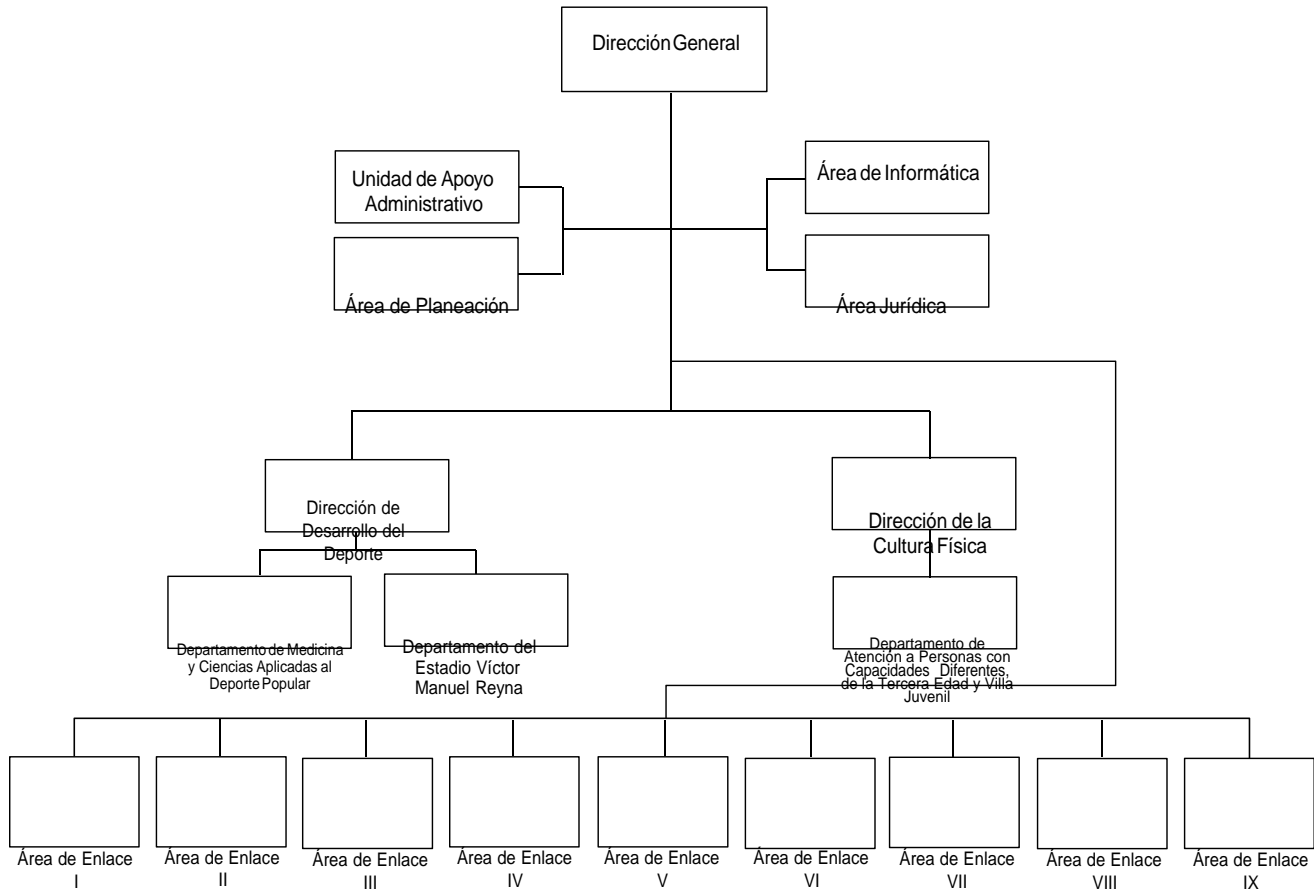 Dirección General
Unidad de Apoyo
Administrativo
Área de Informática
Área de Planeación
Área Jurídica
Dirección de
Desarrollo del
Deporte
Dirección de la
Cultura Física
Departamento de Medicina
y Ciencias Aplicadas al
Deporte Popular
Departamento del
Estadio Víctor
Manuel Reyna
Departamento de
Atención a Personas con
Capacidades Diferentes,
de la Tercera Edad y Villa
Juvenil
Área de Enlace
I
Área de Enlace
II
Área de Enlace
III
Área de Enlace
IV
Área de Enlace
V
Área de Enlace
VI
Área de Enlace
VII
Área de Enlace
VIII
Área de Enlace
IX